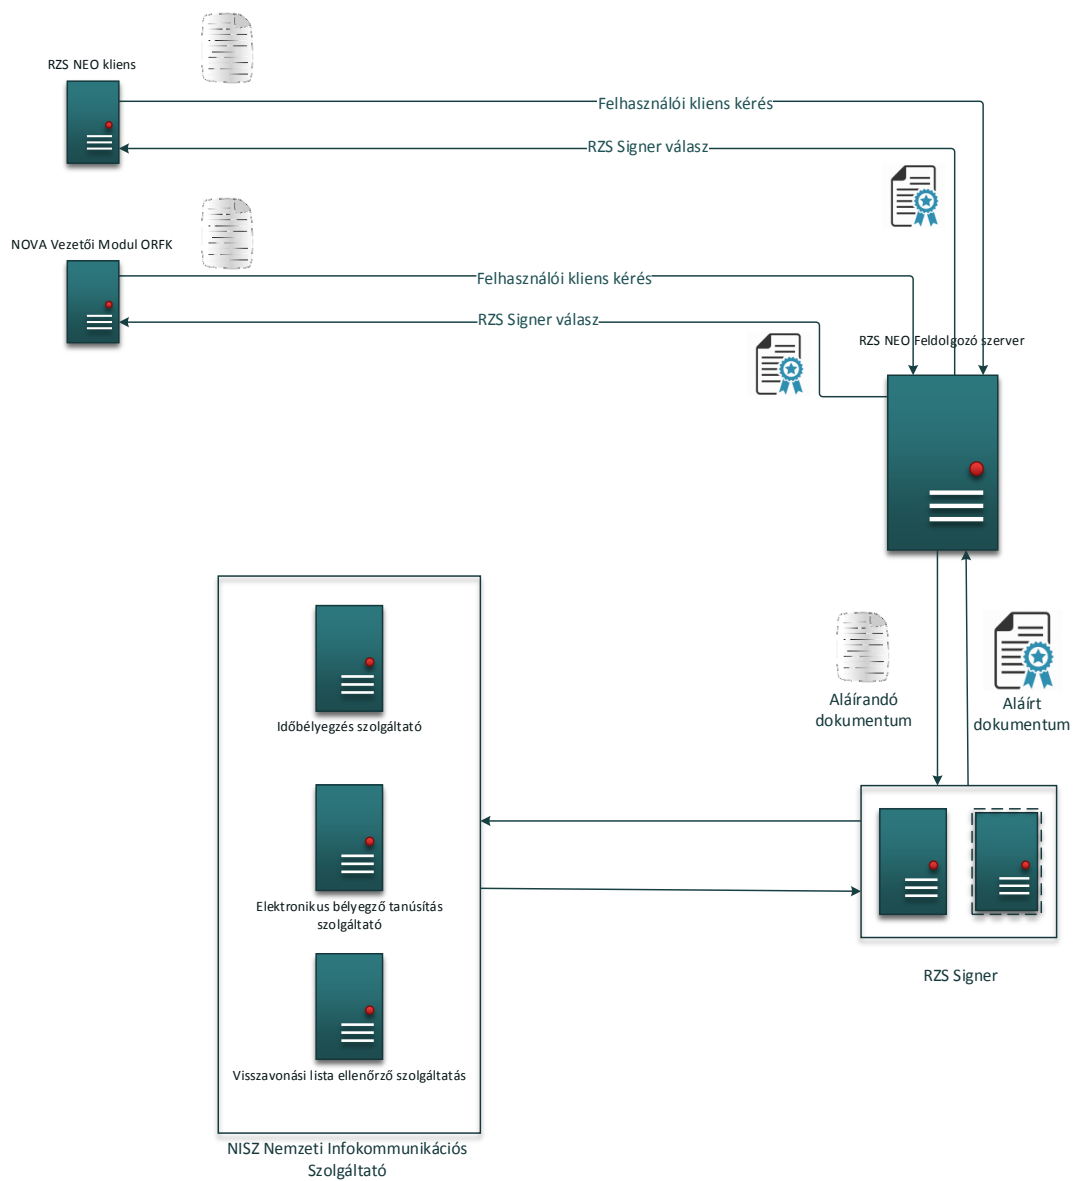 RZS NEO kliens
Felhasználói kliens kérés
RZS Signer válasz
NOVA Vezetői Modul ORFK
Felhasználói kliens kérés
RZS Signer válasz
RZS NEO Feldolgozó szerver
Aláírandó
dokumentum
Aláírt
dokumentum
Időbélyegzés szolgáltató
Elektronikus bélyegző tanúsítás
szolgáltató
RZS Signer
Visszavonási lista ellenőrző szolgáltatás
NISZ Nemzeti Infokommunikációs
Szolgáltató